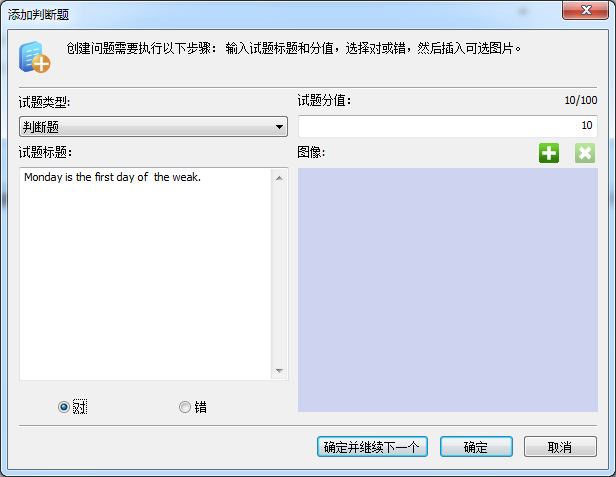 添加判断题
创建问题需要执行以下步骤: 输入试题标题和分值，选择对或错，然后插入可选图片。
试题类型:
试题分值:
10/100
判断题
10
试题标题:
图像:
Monday is the first day of  the weak.
对
错
确定并继续下一个
确定
取消